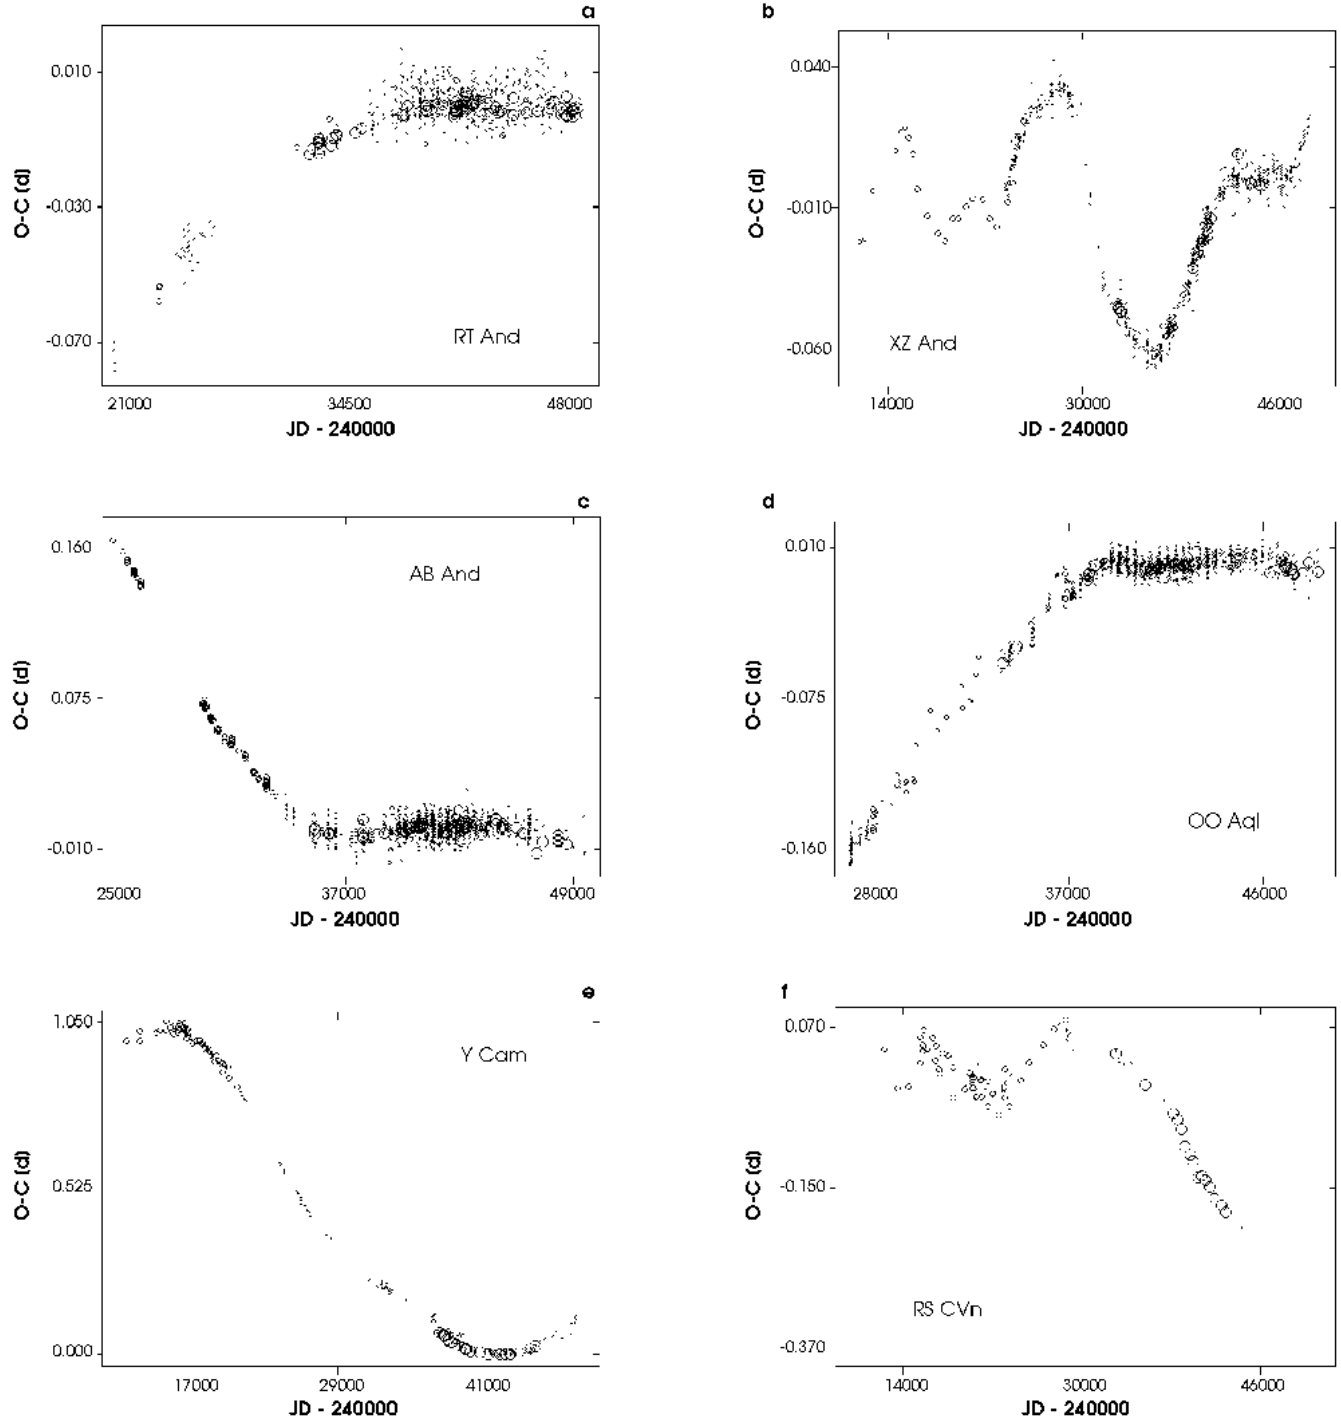 a
0.010
-0.030
-0.070
O-C (d)
RT And
21000 34500 48000
JD - 240000
b
0.040
-0.010
-0.060
O-C (d)
XZ And
14000 30000 46000
JD - 240000
c
0.160
0.075
-0.010
O-C (d)
AB And
25000 37000 49000
JD - 240000
d
0.010
-0.075
-0.160
O-C (d)
OO Aql
28000 37000 46000
JD - 240000
e
1.050
0.525
0.000
O-C (d)
Y Cam
17000 29000 41000
JD - 240000
f
0.070
-0.150
-0.370
O-C (d)
RS CVn
14000 30000 46000
JD - 240000